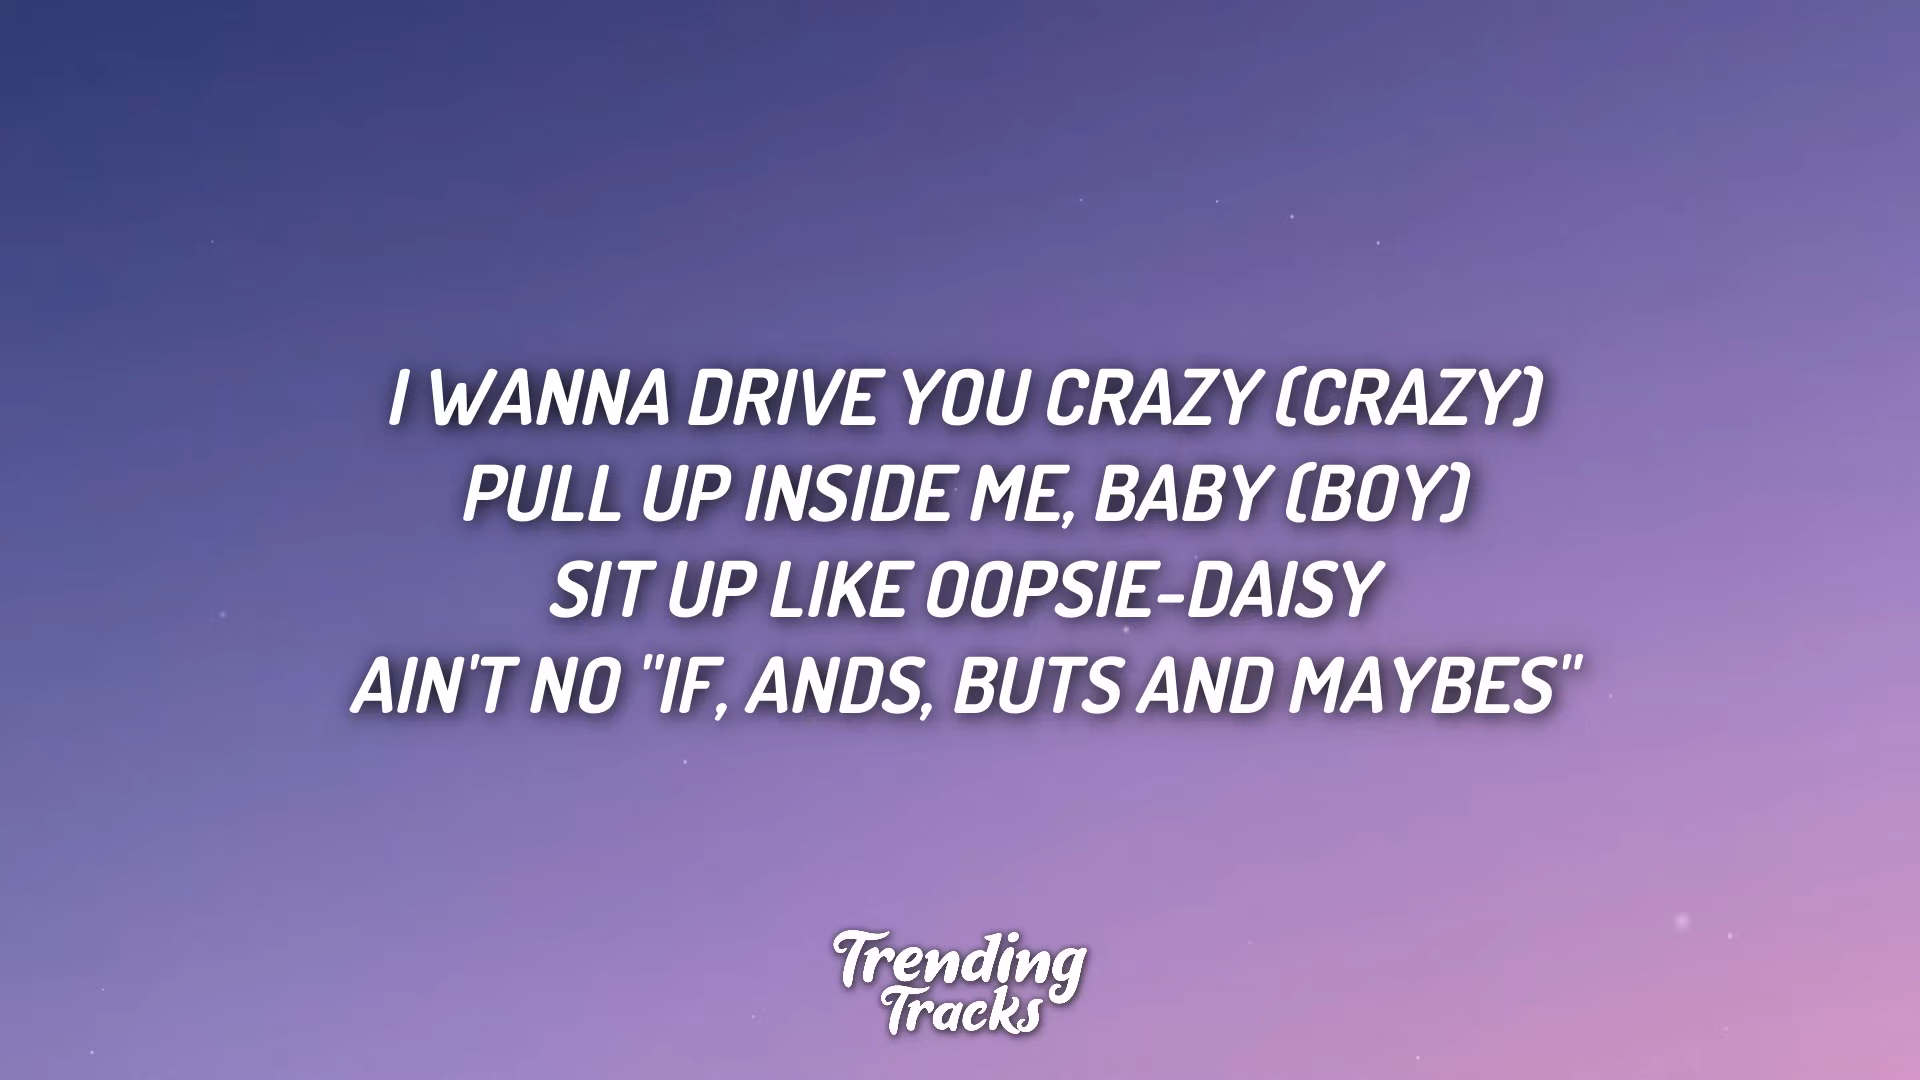 I WANNA DRIVE YOU CRAZY (CRAZY)
PULL UP INSIDE ME, BABY (BOY)
SIT UP LIKE OOPSIE-DAISY
AIN'T NO "IF, ANDS, BUTS AND MAYBES"
Trending
Tracks